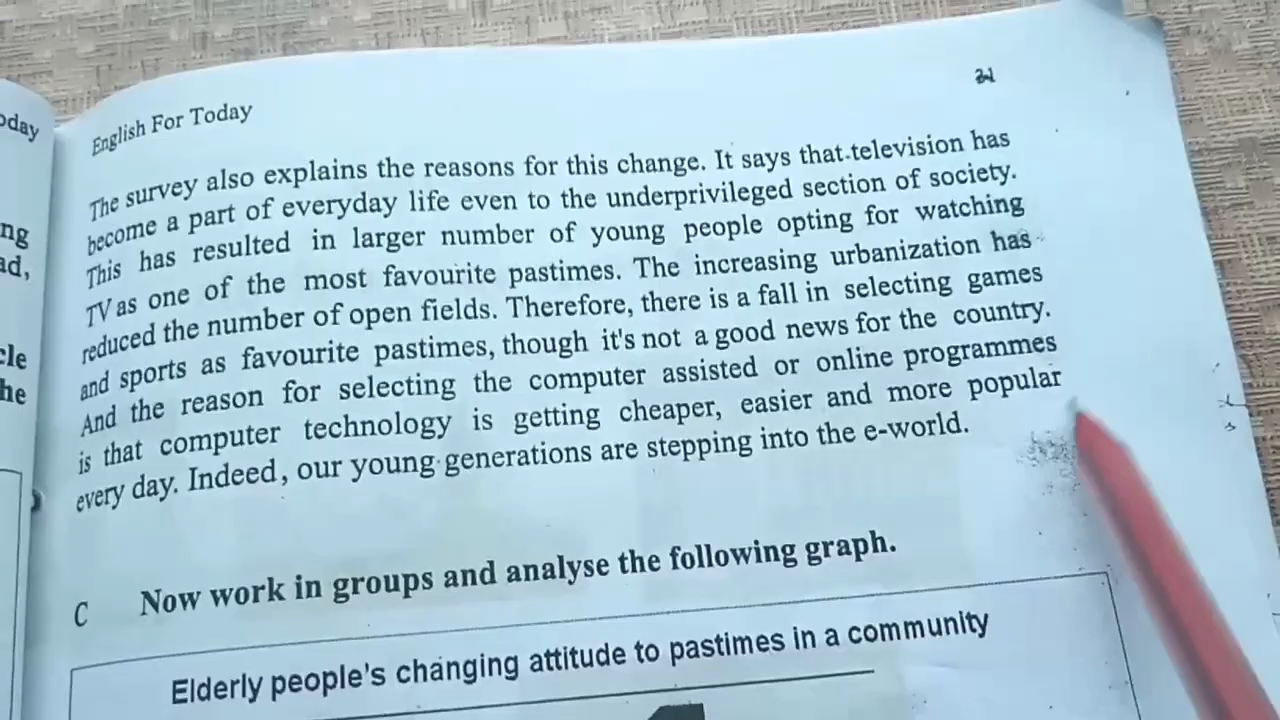 English For Today
The survey also explains the reasons for this change. It says that television has
become a part of everyday life even to the underprivileged section of society.
This has resulted in larger number of young people opting for watching
TV as one of the most favourite pastimes. The increasing urbanization has
reduced the number of open fields. Therefore, there is a fall in selecting games
and sports as favourite pastimes, though it's not a good news for the country.
And the reason for selecting the computer assisted or online programmes
is that computer technology is getting cheaper, easier and more popular
every day. Indeed, our young generations are stepping into the e-world.
C Now work in groups and analyse the following graph.
Elderly people's changing attitude to pastimes in a community